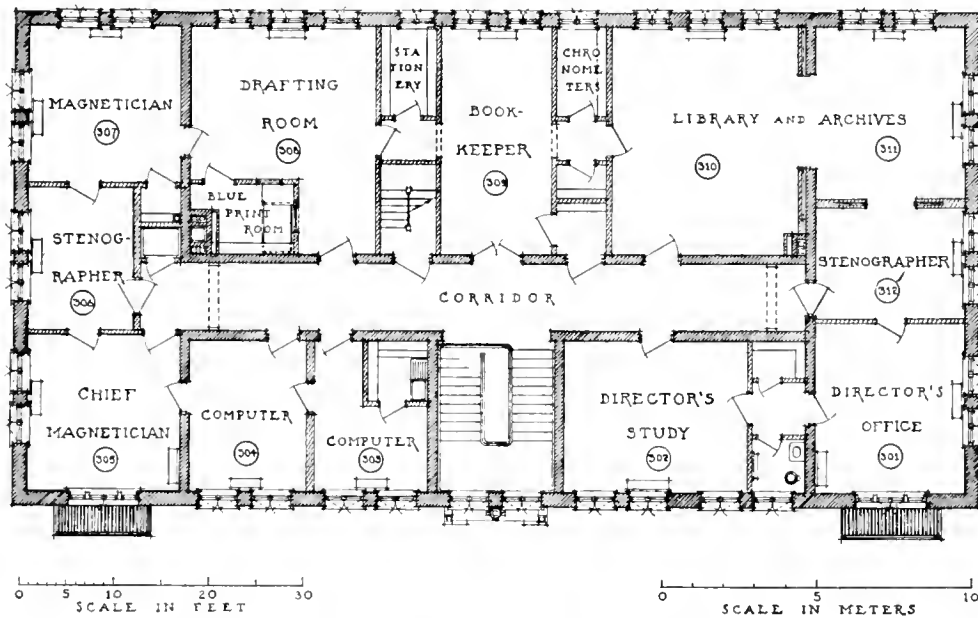 STA
TION
ERY
CHRO
NOME
TERS
MAGNETICIAN
307
DRAFTING
ROOM
308
BOOK-
KEEPER
309
LIBRARY AND ARCHIVES
310
311
BLUE
PRINT
ROOM
STENOG-
RAPHER
306
STENOGRAPHER
312
CORRIDOR
CHIEF
MAGNETICIAN
305
COMPUTER
304
COMPUTER
303
DIRECTOR'S
STUDY
302
DIRECTOR'S
OFFICE
301
0 5 10 20 30
SCALE IN FEET
0 5 10
SCALE IN METERS